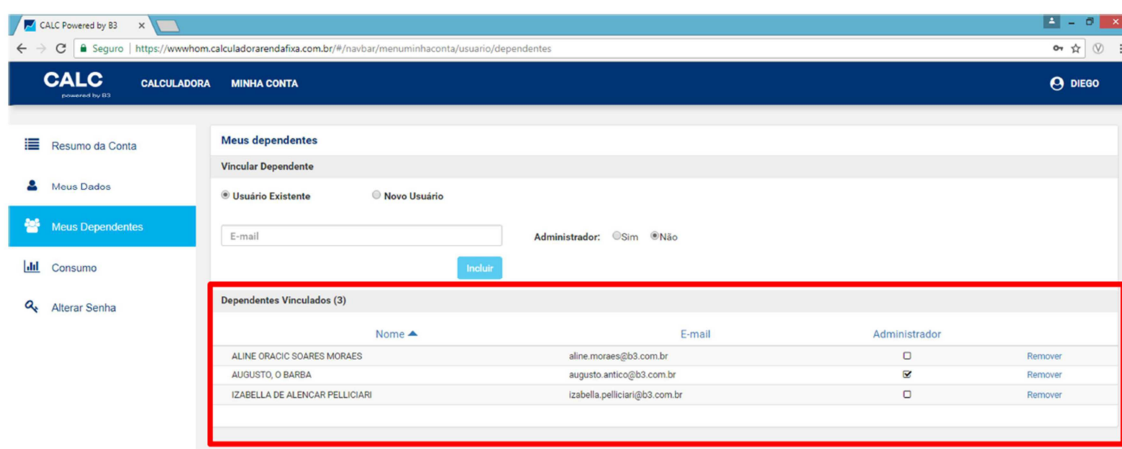 CALC Powered by B3
Seguro | https://wwwhom.calculadorarendafixa.com.br/#/navbar/menuminhaconta/usuario/dependentes
CALC
powered by B3
CALCULADORA
MINHA CONTA
DIEGO
Resumo da Conta
Meus Dados
Meus Dependentes
Consumo
Alterar Senha
Meus dependentes
Vincular Dependente
Usuário Existente
Novo Usuário
E-mail
Administrador: Sim Não
Incluir
Dependentes Vinculados (3)
Nome E-mail Administrador
ALINE ORACIC SOARES MORAES aline.moraes@b3.com.br Remover
AUGUSTO, O BARBA augusto.antico@b3.com.br Remover
IZABELLA DE ALENCAR PELLICIARI izabella.pelliciari@b3.com.br Remover